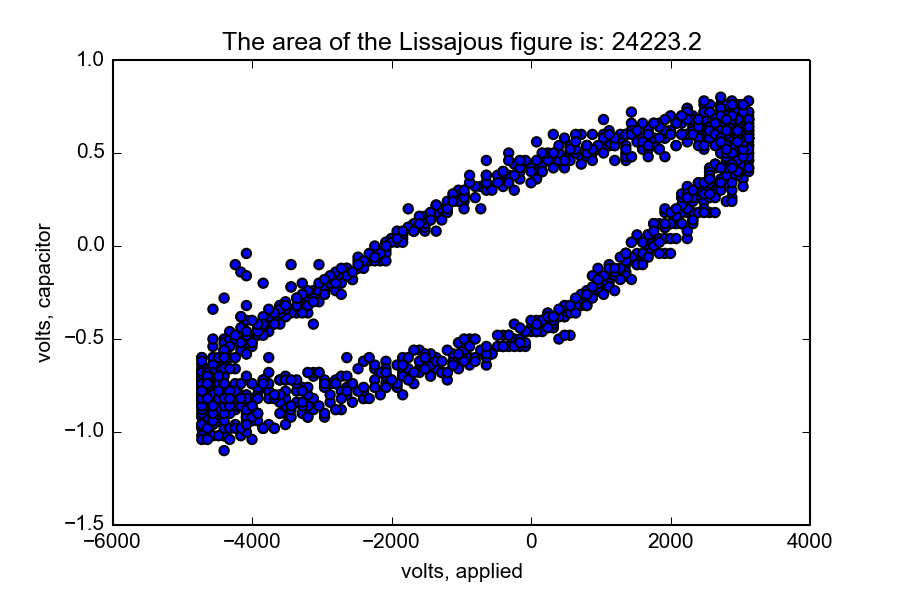 The area of the Lissajous figure is: 24223.2
1.0
0.5
0.0
−0.5
−1.0
−1.5
−6000 −4000 −2000 0 2000 4000
volts, applied
volts, capacitor